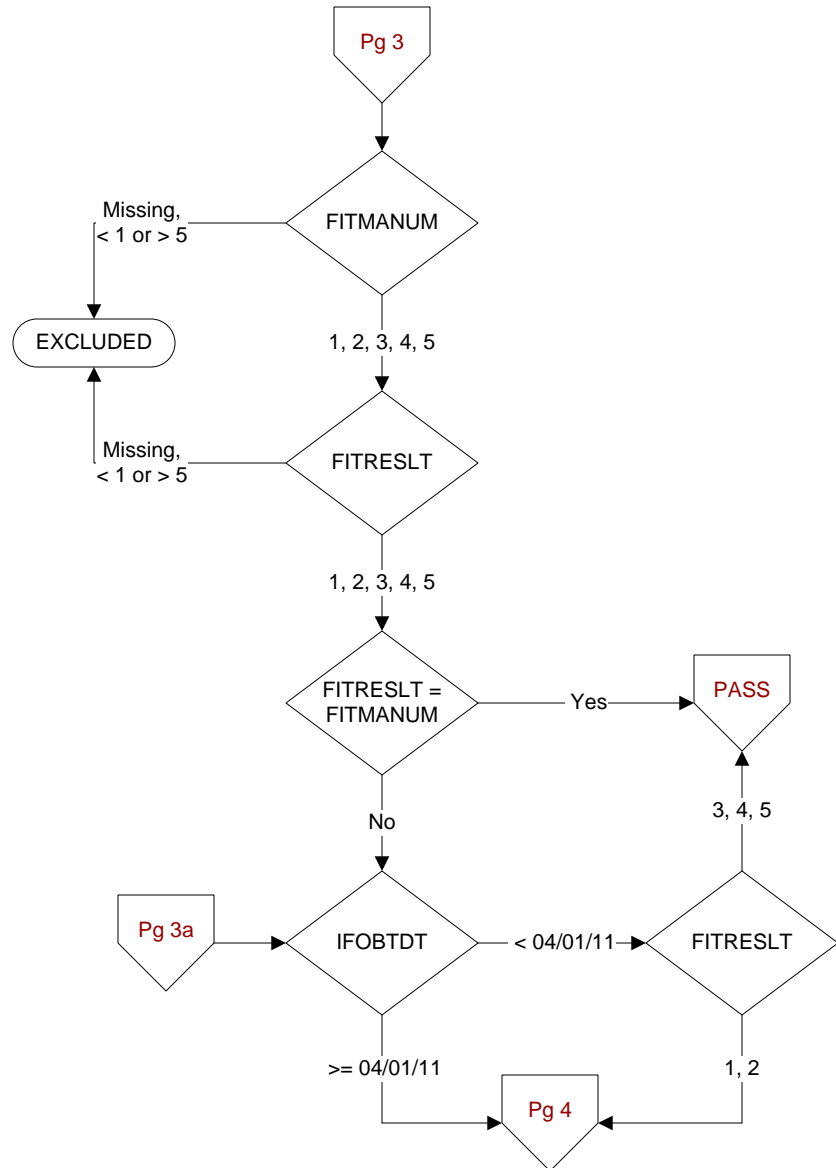 Pg 3
FITMANUM
Missing,
< 1 or > 5
EXCLUDED
1, 2, 3, 4, 5
FITRESLT
Missing,
< 1 or > 5
1, 2, 3, 4, 5
FITRESLT =
FITMANUM
Yes
PASS
No
3, 4, 5
Pg 3a
IFOBTDT
< 04/01/11
FITRESLT
>= 04/01/11
1, 2
Pg 4